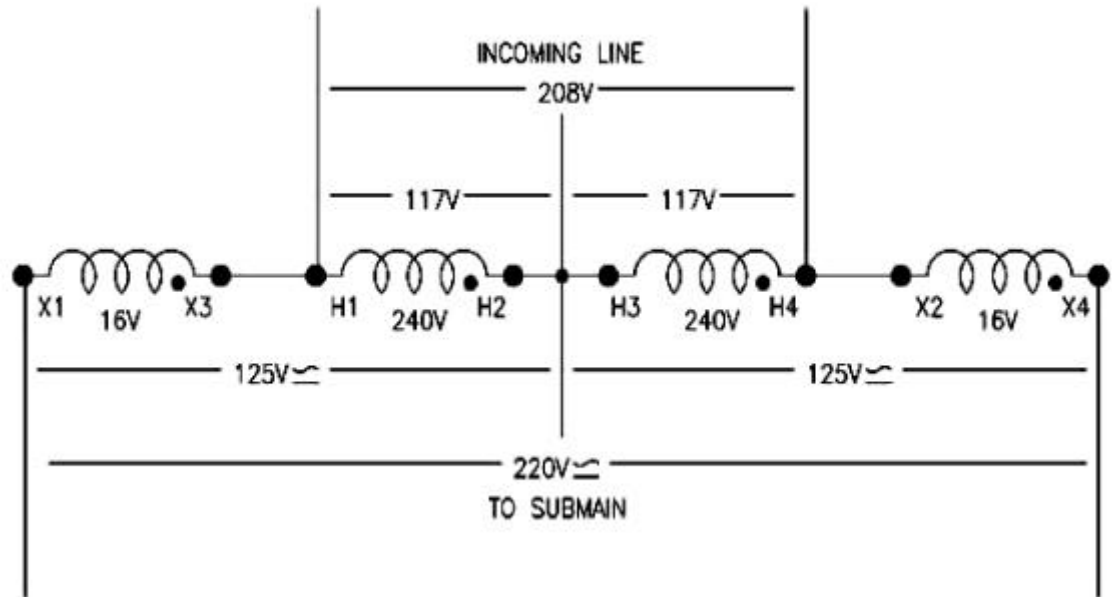 INCOMING LINE
208V
117V 117V
X1 X3 H1 H2 H3 H4 X2 X4
16V 240V 240V 16V
125V≃ 125V≃
220V≃
TO SUBMAIN